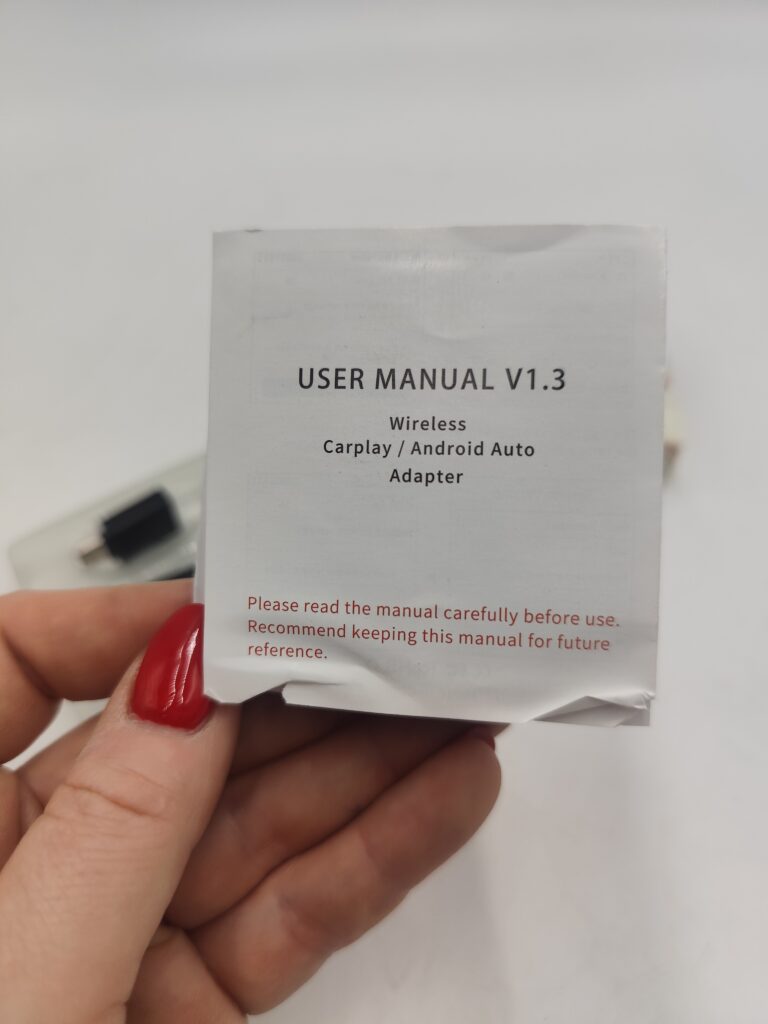 USER MANUAL V1.3
Wireless
Carplay / Android Auto
Adapter
Please read the manual carefully before use.
Recommend keeping this manual for future
reference.